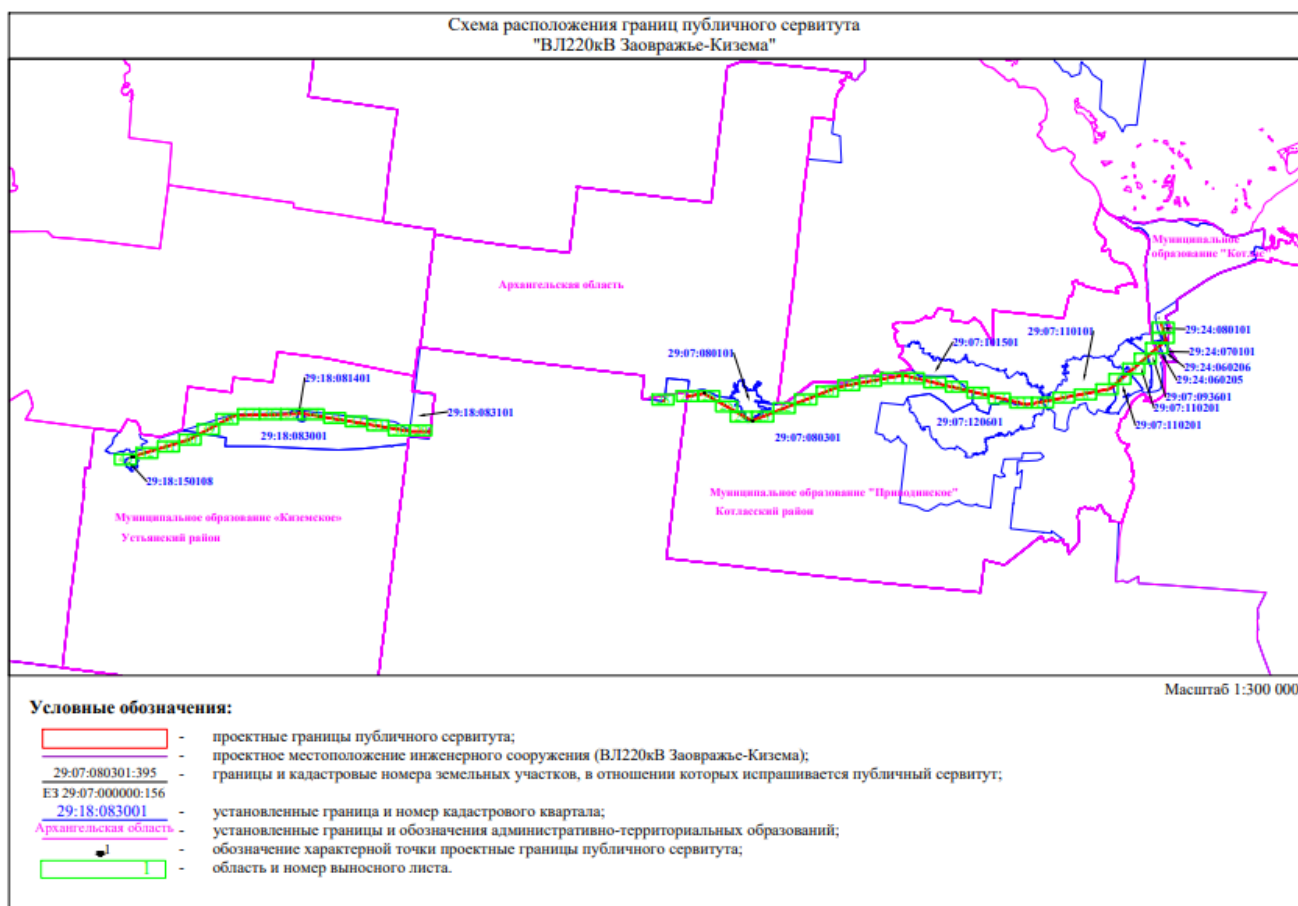 Схема расположения границ публичного сервитута
"ВЛ220кВ Заовражье-Кизема"
Муниципальное
образование "Котлас"
Архангельская область
29:24:080101
29:07:110101
29:07:101501
29:24:070101
29:07:080101
29:24:060206
29:24:060205
29:18:081401
29:07:093601
29:18:083101
29:07:110201
29:07:120601
29:07:110201
29:07:080301
29:18:083001
29:18:150108
Муниципальное образование "Приводинское"
Котласский район
Муниципальное образование «Киземское»
Устьянский район
Масштаб 1:300 000
Условные обозначения:
- проектные границы публичного сервитута;
- проектное местоположение инженерного сооружения (ВЛ220кВ Заовражье-Кизема);
29:07:080301:395 - границы и кадастровые номера земельных участков, в отношении которых испрашивается публичный сервитут;
ЕЗ 29:07:000000:156
29:18:083001 - установленные граница и номер кадастрового квартала;
Архангельская область - установленные границы и обозначения административно-территориальных образований;
1 - обозначение характерной точки проектные границы публичного сервитута;
1 - область и номер выносного листа.